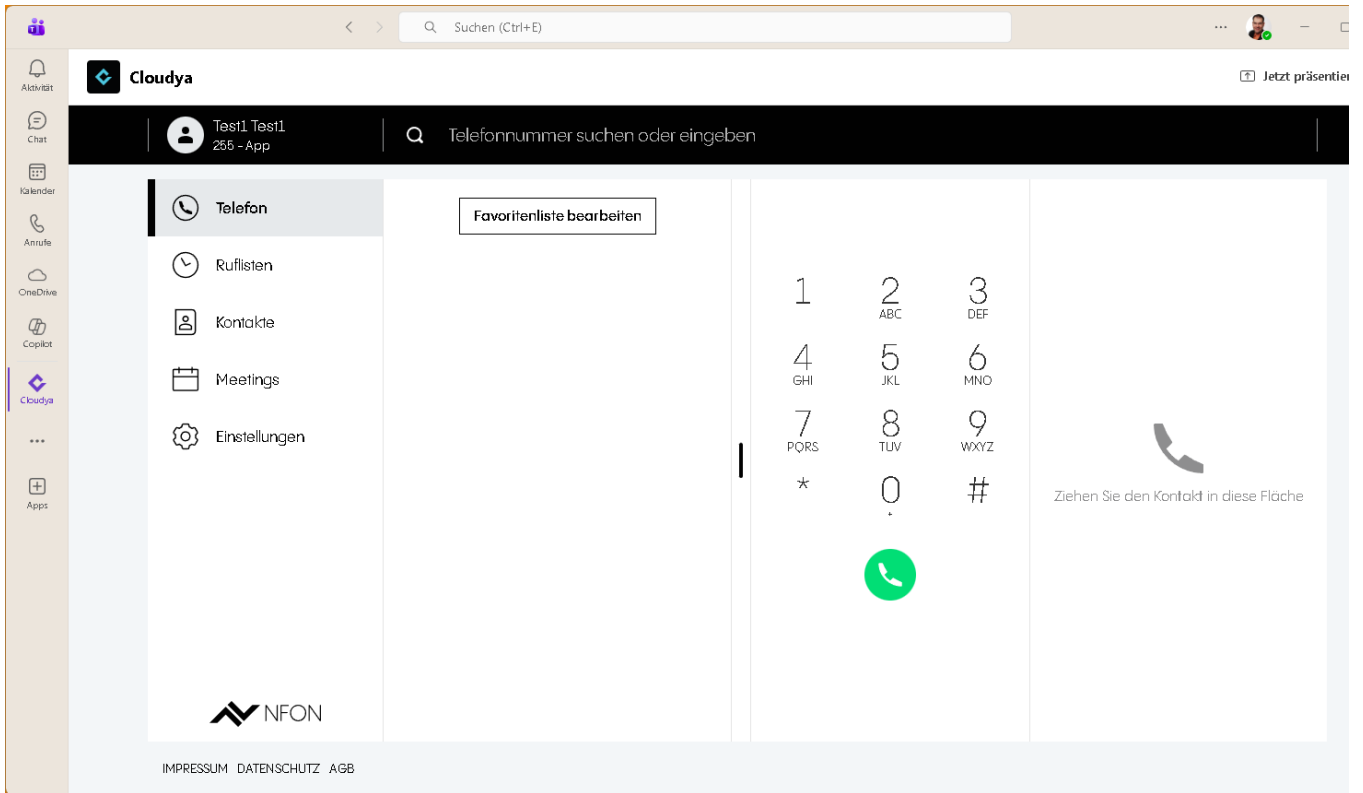 Suchen (Ctrl+E)
Aktivität
Chat
Kalender
Anrufe
OneDrive
Copilot
Cloudya
Apps
Cloudya
Jetzt präsentier
Test1 Test1
255 - App
Telefonnummer suchen oder eingeben
Telefon
Ruflisten
Kontakte
Meetings
Einstellungen
NFON
Favoritenliste bearbeiten
1 2 3
ABC DEF
4 5 6
GHI JKL MNO
7 8 9
PQRS TUV WXYZ
* 0 #
+
Ziehen Sie den Kontakt in diese Fläche
IMPRESSUM DATENSCHUTZ AGB